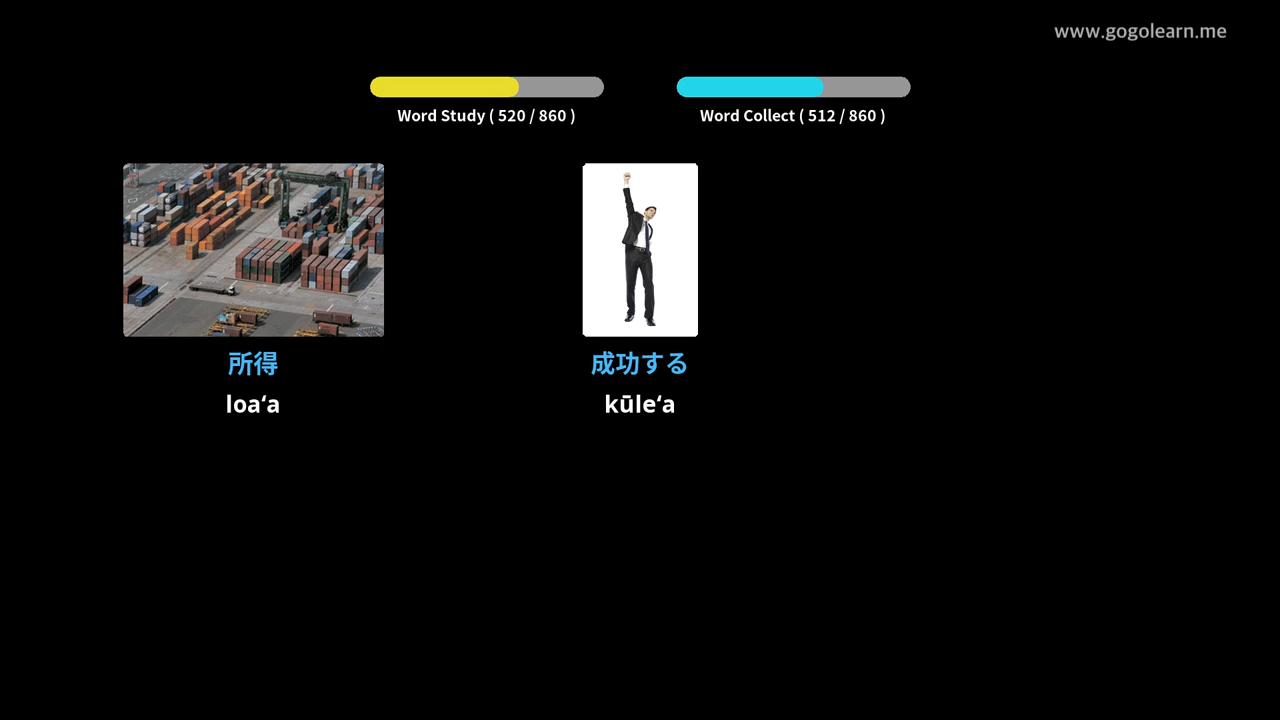 www.gogolearn.me
Word Study ( 520 / 860 )
Word Collect ( 512 / 860 )
所得
loaʻa
成功する
kūleʻa